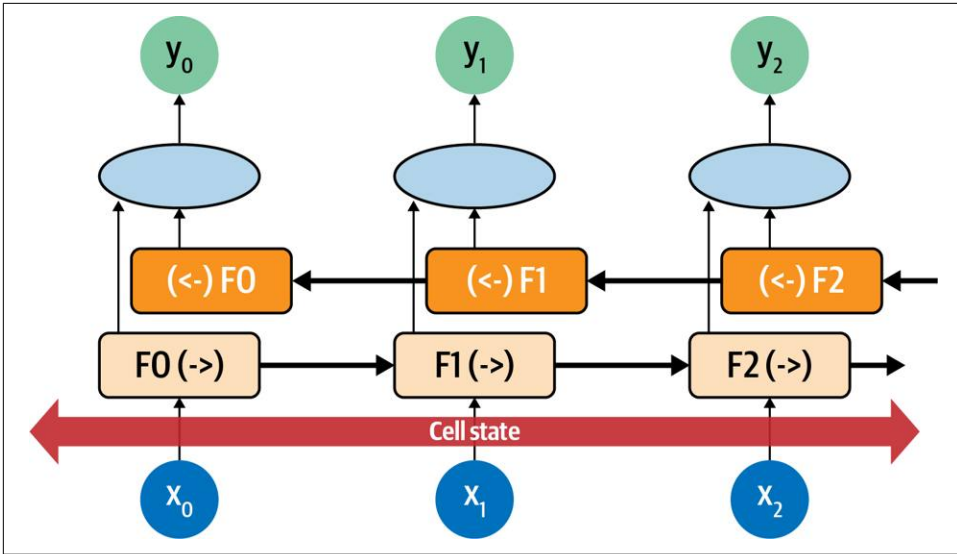 y₀ y₁ y₂
(<-) F0 (<-) F1 (<-) F2
F0 (->) F1 (->) F2 (->)
Cell state
x₀ x₁ x₂